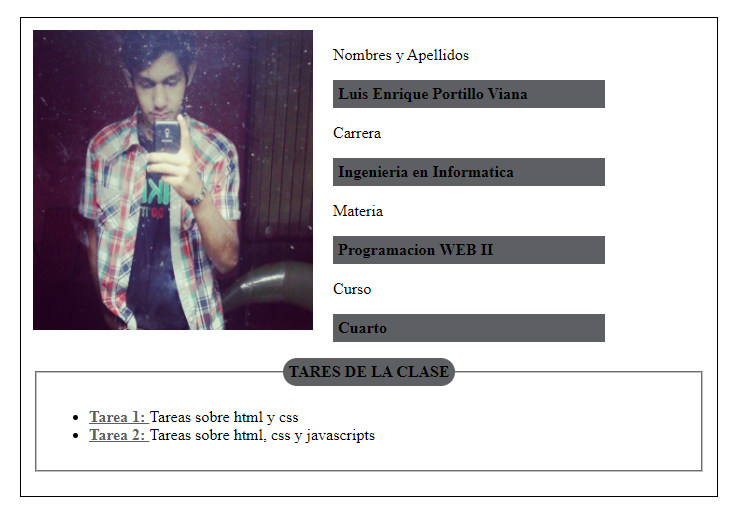 Nombres y Apellidos
Luis Enrique Portillo Viana
Carrera
Ingenieria en Informatica
Materia
Programacion WEB II
Curso
Cuarto
TARES DE LA CLASE
Tarea 1: Tareas sobre html y css
Tarea 2: Tareas sobre html, css y javascripts